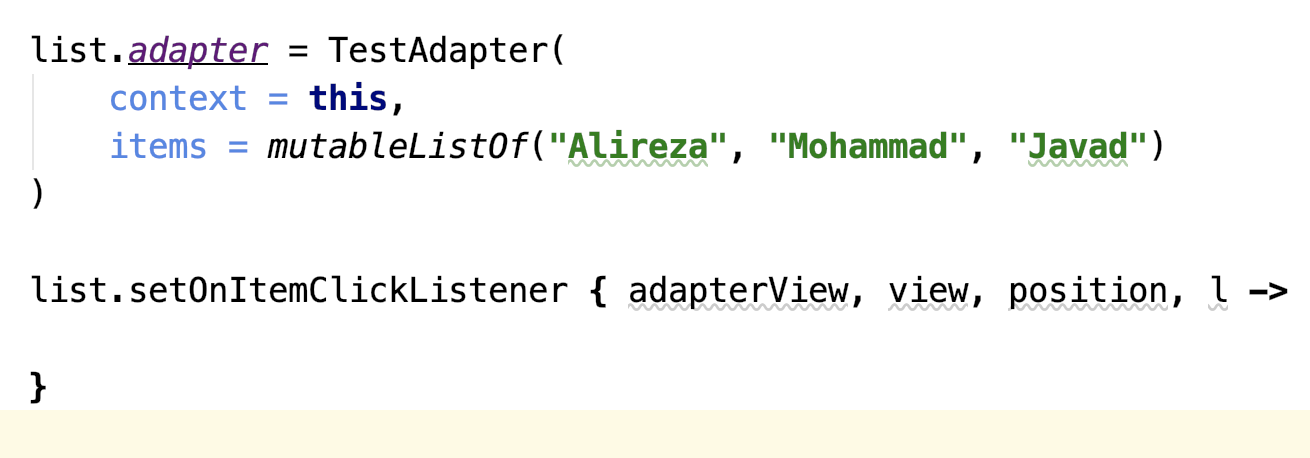 list.adapter = TestAdapter(
    context = this,
    items = mutableListOf("Alireza", "Mohammad", "Javad")
)
list.setOnItemClickListener { adapterView, view, position, l ->
}